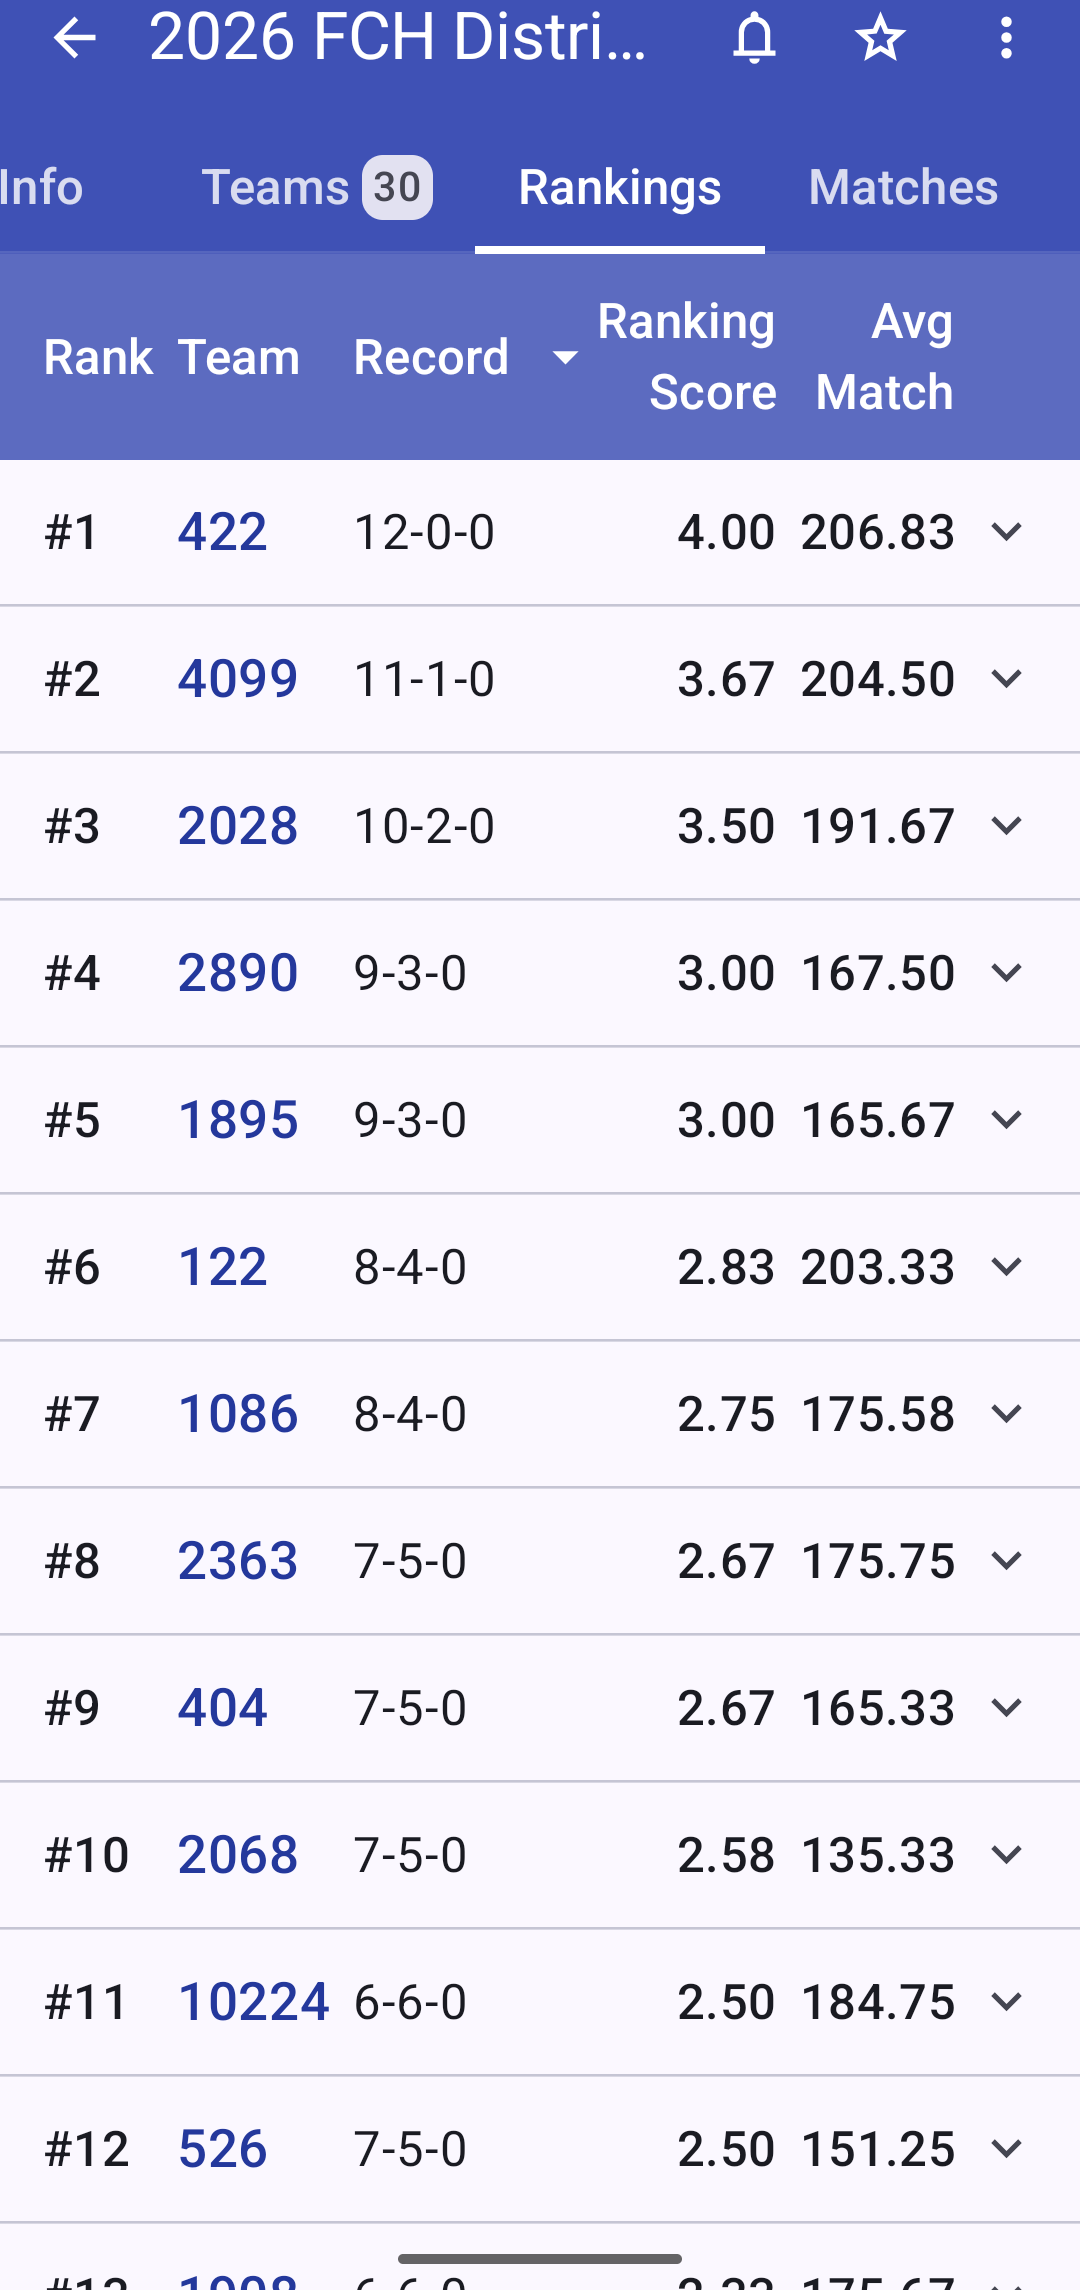 2026 FCH Distri...
Info Teams 30 Rankings Matches
Rank Team Record Ranking Score Avg Match
#1 422 12-0-0 4.00 206.83
#2 4099 11-1-0 3.67 204.50
#3 2028 10-2-0 3.50 191.67
#4 2890 9-3-0 3.00 167.50
#5 1895 9-3-0 3.00 165.67
#6 122 8-4-0 2.83 203.33
#7 1086 8-4-0 2.75 175.58
#8 2363 7-5-0 2.67 175.75
#9 404 7-5-0 2.67 165.33
#10 2068 7-5-0 2.58 135.33
#11 10224 6-6-0 2.50 184.75
#12 526 7-5-0 2.50 151.25